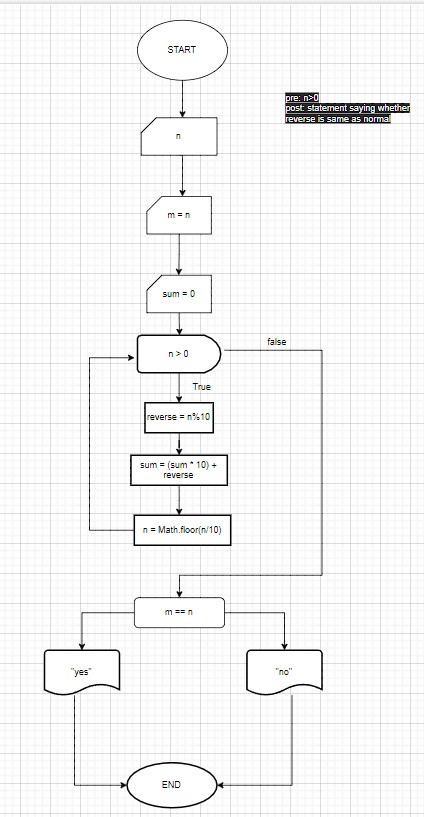 START
pre: n>0
post: statement saying whether
reverse is same as normal
n
m = n
sum = 0
n > 0
false
True
reverse = n%10
sum = (sum * 10) +
reverse
n = Math.floor(n/10)
m == n
"yes"
"no"
END